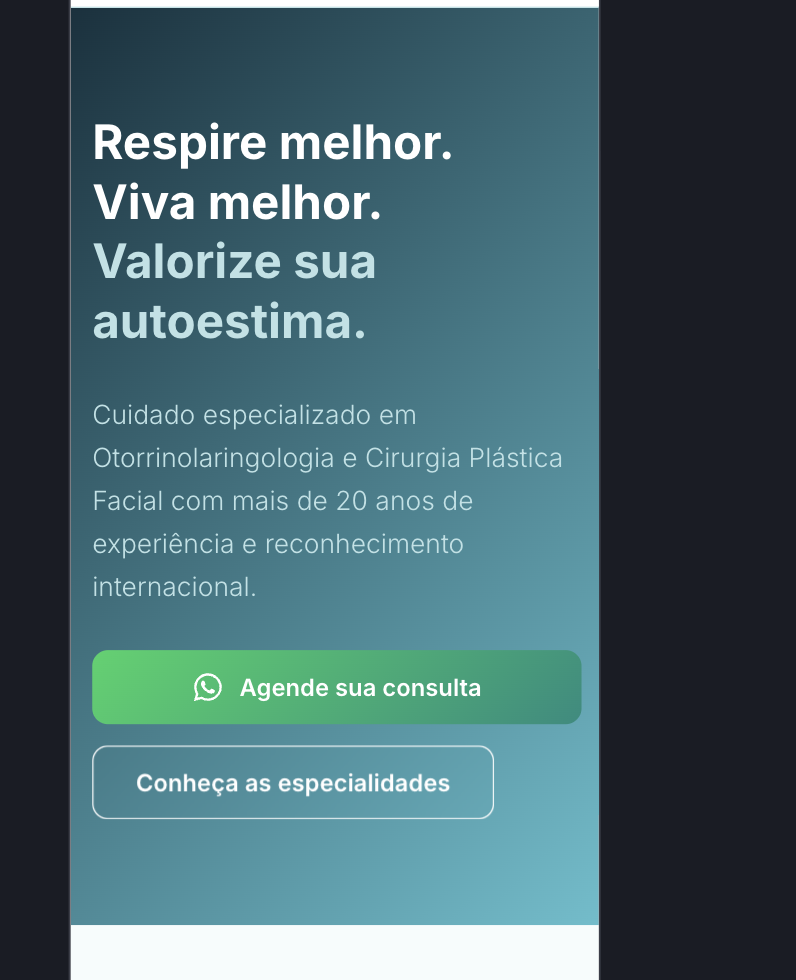 Respire melhor.
Viva melhor.
Valorize sua
autoestima.
Cuidado especializado em
Otorrinolaringologia e Cirurgia Plástica
Facial com mais de 20 anos de
experiência e reconhecimento
internacional.
Agende sua consulta
Conheça as especialidades